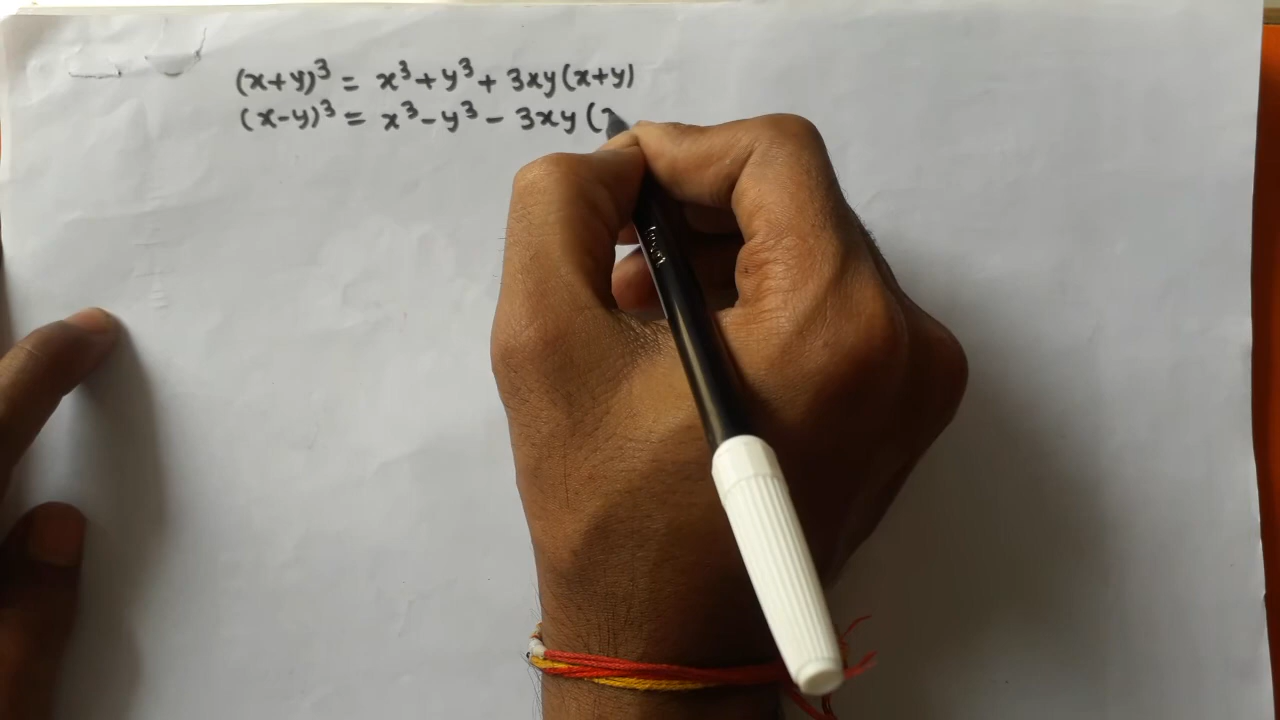 (x+y)³ = x³+y³+ 3xy(x+y)
(x-y)³ = x³-y³- 3xy(